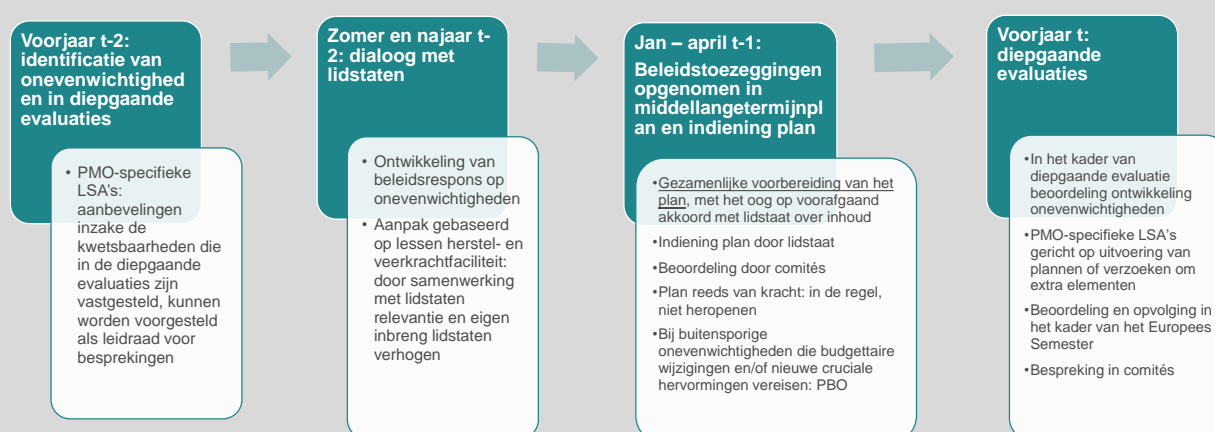 Voorjaar t-2:
identificatie van
onevenwichtighed
en in diepgaande
evaluaties
• PMO-specifieke
LSA's:
aanbevelingen
inzake de
kwetsbaarheden die
in de diepgaande
evaluaties zijn
vastgesteld, kunnen
worden voorgesteld
als leidraad voor
besprekingen
Zomer en najaar t-
2: dialoog met
lidstaten
• Ontwikkeling van
beleidsrespons op
onevenwichtigheden
• Aanpak gebaseerd
op lessen herstel- en
veerkrachtfaciliteit:
door samenwerking
met lidstaten
relevantie en eigen
inbreng lidstaten
verhogen
Jan – april t-1:
Beleidstoezeggingen
opgenomen in
middellangetermijnpl
an en indiening plan
•Gezamenlijke voorbereiding van het
plan, met het oog op voorafgaand
akkoord met lidstaat over inhoud
•Indiening plan door lidstaat
•Beoordeling door comités
•Plan reeds van kracht: in de regel,
niet heropenen
•Bij buitensporige
onevenwichtigheden die budgettaire
wijzigingen en/of nieuwe cruciale
hervormingen vereisen: PBO
Voorjaar t:
diepgaande
evaluaties
•In het kader van
diepgaande evaluatie
beoordeling ontwikkeling
onevenwichtigheden
•PMO-specifieke LSA's
gericht op uitvoering van
plannen of verzoeken om
extra elementen
•Beoordeling en opvolging in
het kader van het Europees
Semester
•Bespreking in comités